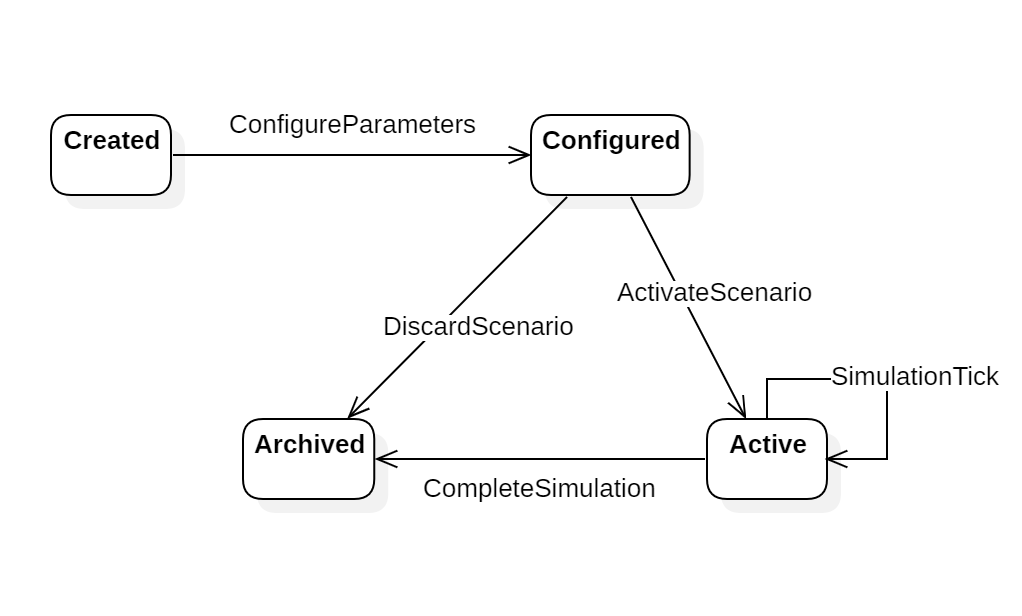 ConfigureParameters
Created
Configured
ActivateScenario
DiscardScenario
SimulationTick
Archived
Active
CompleteSimulation